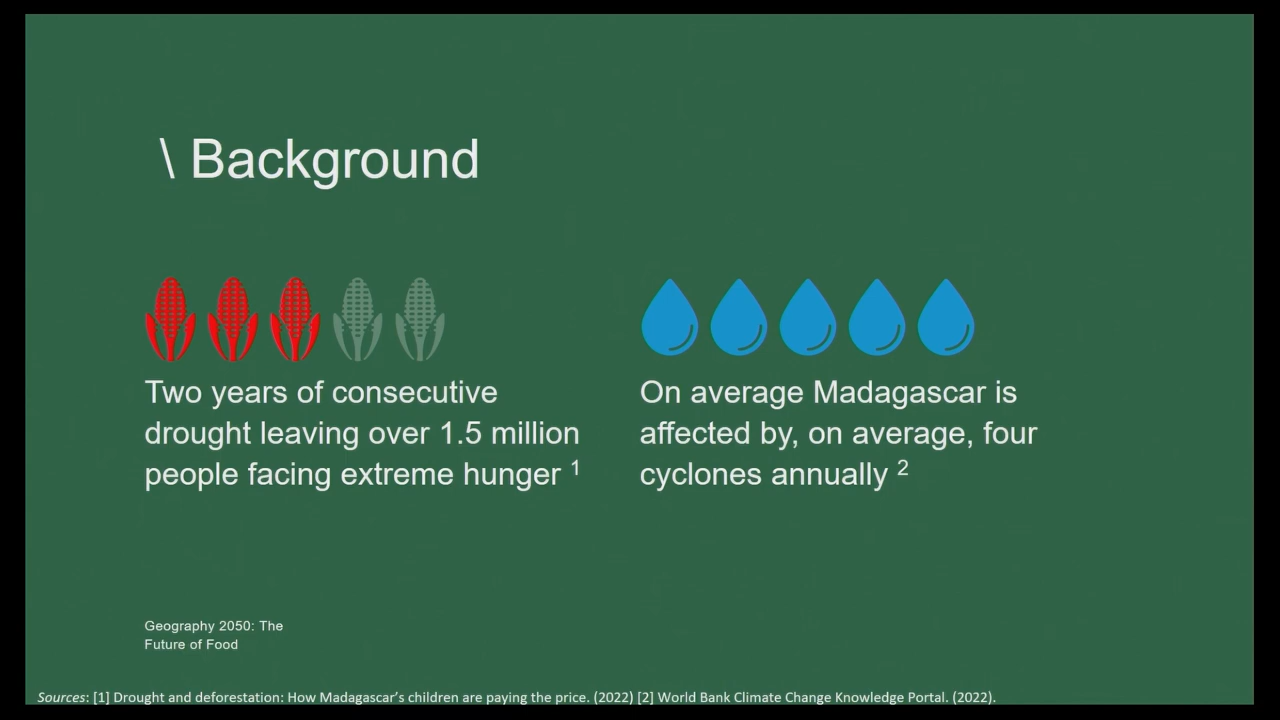 \ Background
Two years of consecutive
drought leaving over 1.5 million
people facing extreme hunger 1
On average Madagascar is
affected by, on average, four
cyclones annually 2
Geography 2050: The
Future of Food
Sources: [1] Drought and deforestation: How Madagascar's children are paying the price. (2022) [2] World Bank Climate Change Knowledge Portal. (2022).